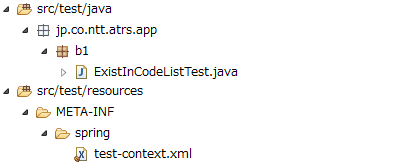 src/test/java
jp.co.ntt.atrs.app
b1
ExistInCodeListTest.java
src/test/resources
META-INF
spring
test-context.xml